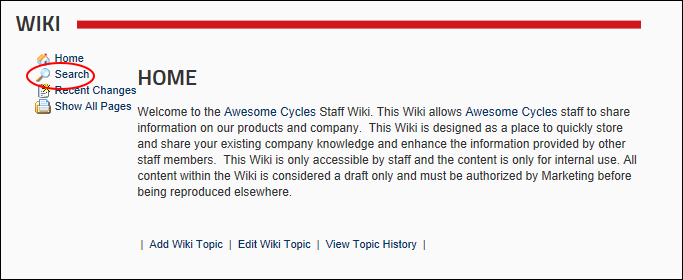 WIKI
Home
Search
Recent Changes
Show All Pages
HOME
Welcome to the Awesome Cycles Staff Wiki. This Wiki allows Awesome Cycles staff to share
information on our products and company.  This Wiki is designed as a place to quickly store
and share your existing company knowledge and enhance the information provided by other
staff members.  This Wiki is only accessible by staff and the content is only for internal use. All
content within the Wiki is considered a draft only and must be authorized by Marketing before
being reproduced elsewhere.
| Add Wiki Topic | Edit Wiki Topic | View Topic History |